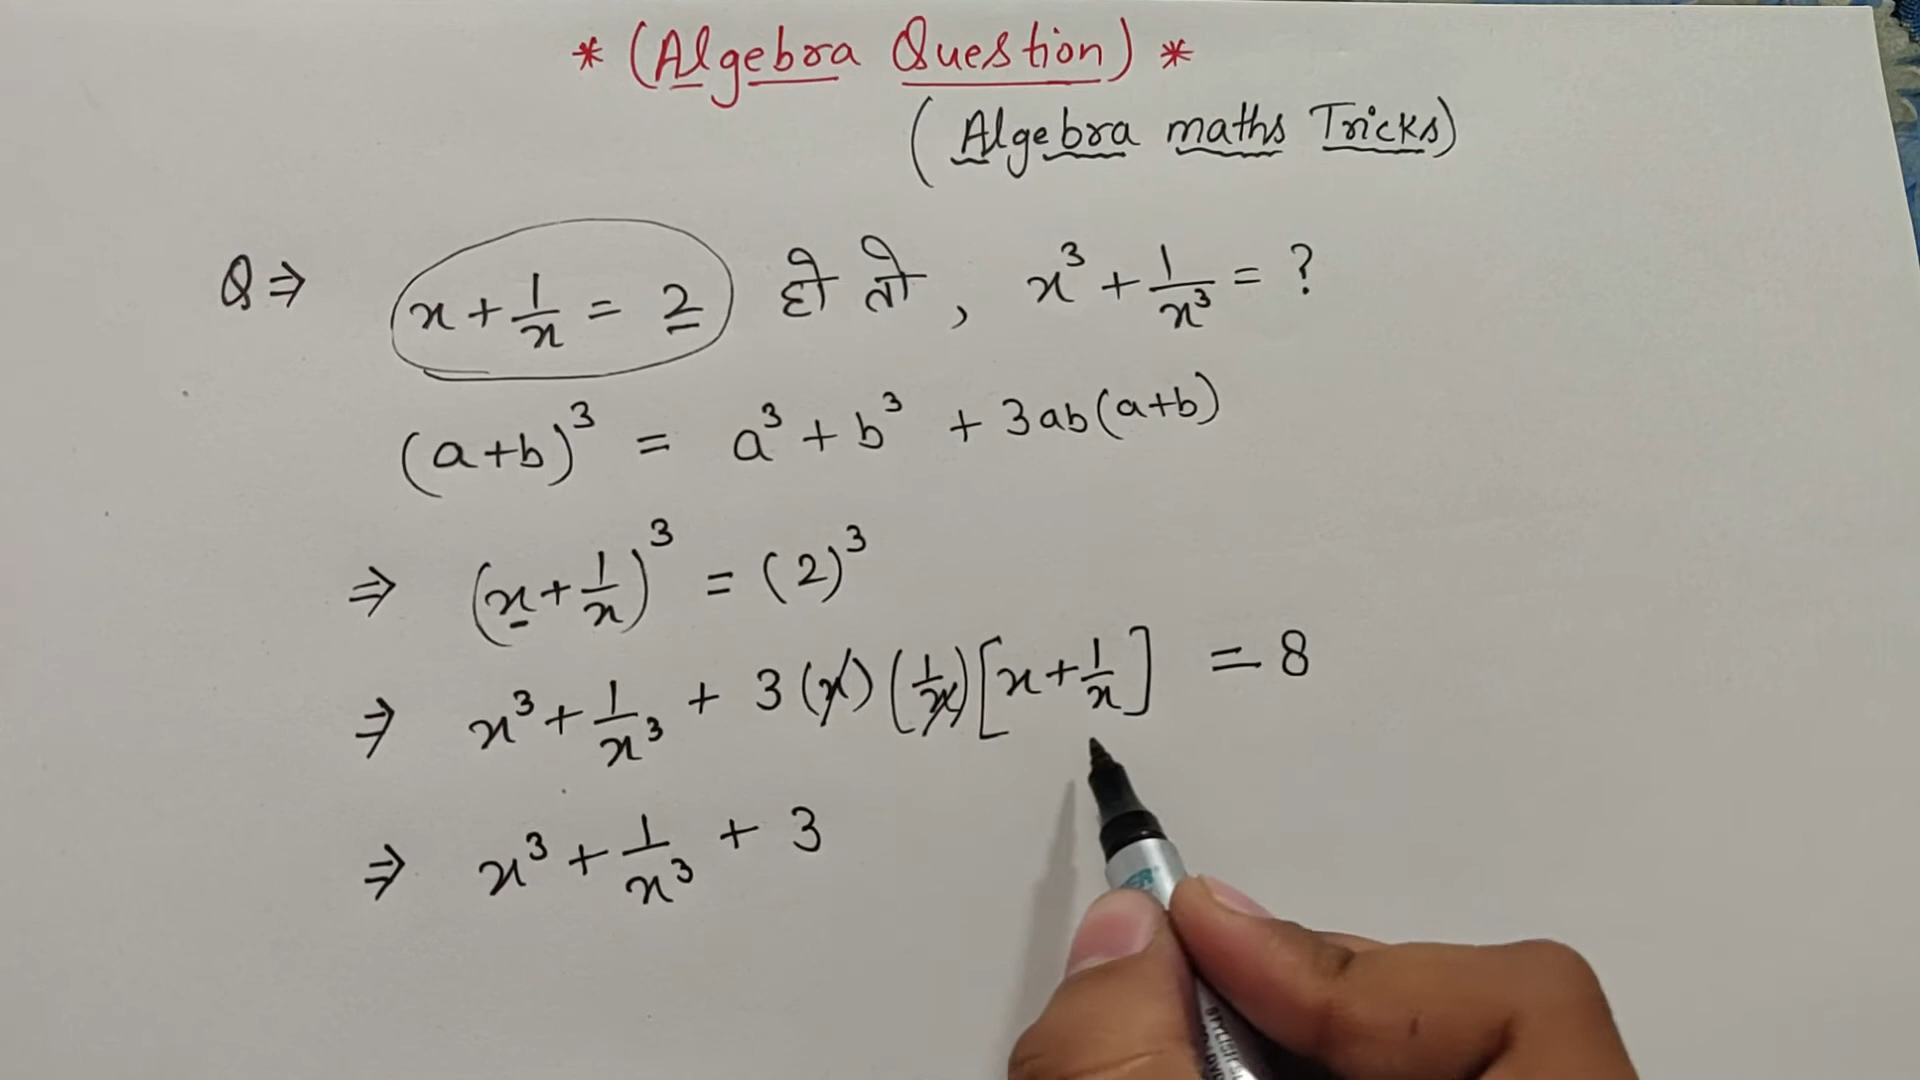 * (Algebra Question) *
(Algebra maths Tricks)
Q ⇒ x + 1/x = 2 हो तो , x³ + 1/x³ = ?
(a+b)³ = a³ + b³ + 3ab(a+b)
⇒ (x + 1/x)³ = (2)³
⇒ x³ + 1/x³ + 3(x)(1/x)[x + 1/x] = 8
⇒ x³ + 1/x³ + 3